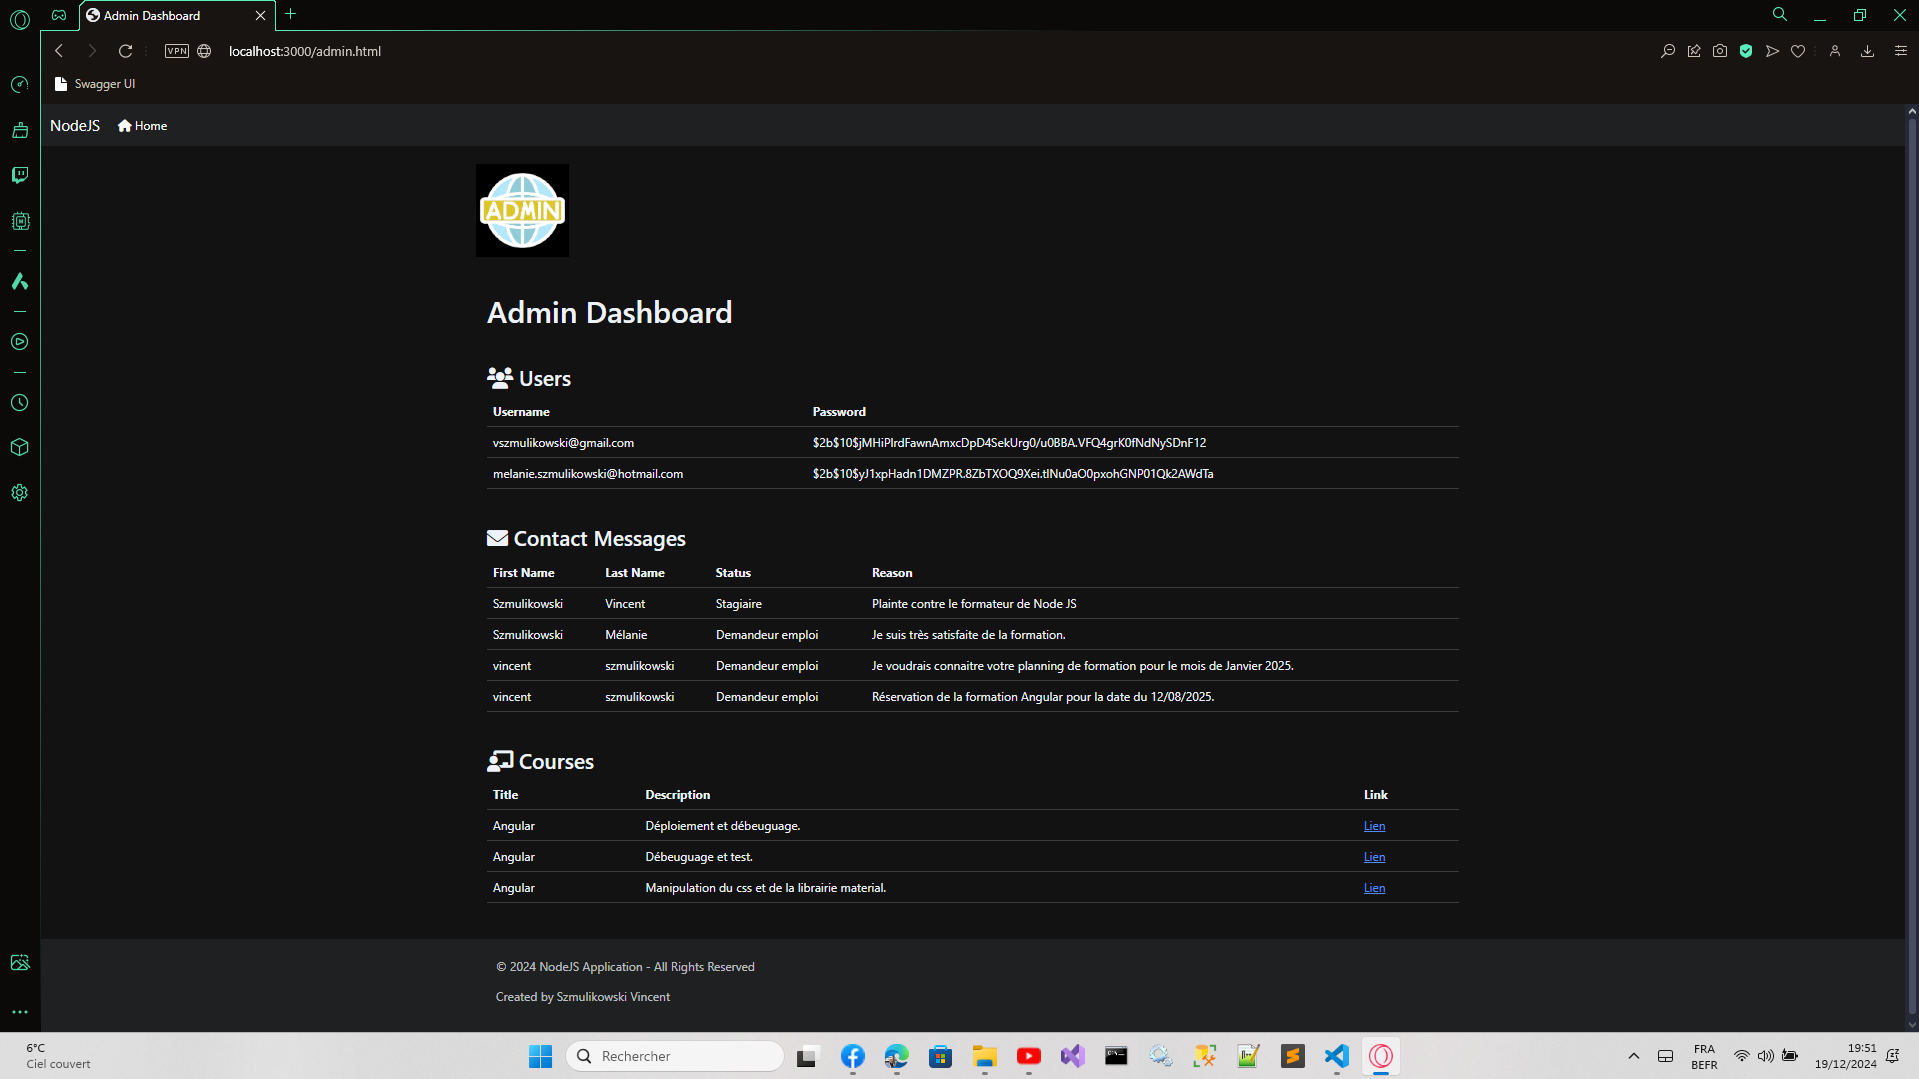 Admin Dashboard
VPN localhost:3000/admin.html
Swagger UI
NodeJS Home
ADMIN
Admin Dashboard
Users
Username Password
vszmulikowski@gmail.com $2b$10$jMHiPlrdFawnAmxcDpD4SekUrg0/u0BBA.VFQ4grK0fNdNySDnF12
melanie.szmulikowski@hotmail.com $2b$10$yJ1xpHadn1DMZPR.8ZbTXOQ9Xei.tlNu0aO0pxohGNP01Qk2AWdTa
Contact Messages
First Name Last Name Status Reason
Szmulikowski Vincent Stagiaire Plainte contre le formateur de Node JS
Szmulikowski Mélanie Demandeur emploi Je suis très satisfaite de la formation.
vincent szmulikowski Demandeur emploi Je voudrais connaitre votre planning de formation pour le mois de Janvier 2025.
vincent szmulikowski Demandeur emploi Réservation de la formation Angular pour la date du 12/08/2025.
Courses
Title Description Link
Angular Déploiement et débeuguage. Lien
Angular Débeuguage et test. Lien
Angular Manipulation du css et de la librairie material. Lien
© 2024 NodeJS Application - All Rights Reserved
Created by Szmulikowski Vincent
6°C
Ciel couvert
Rechercher
FRA
BEFR
19:51
19/12/2024